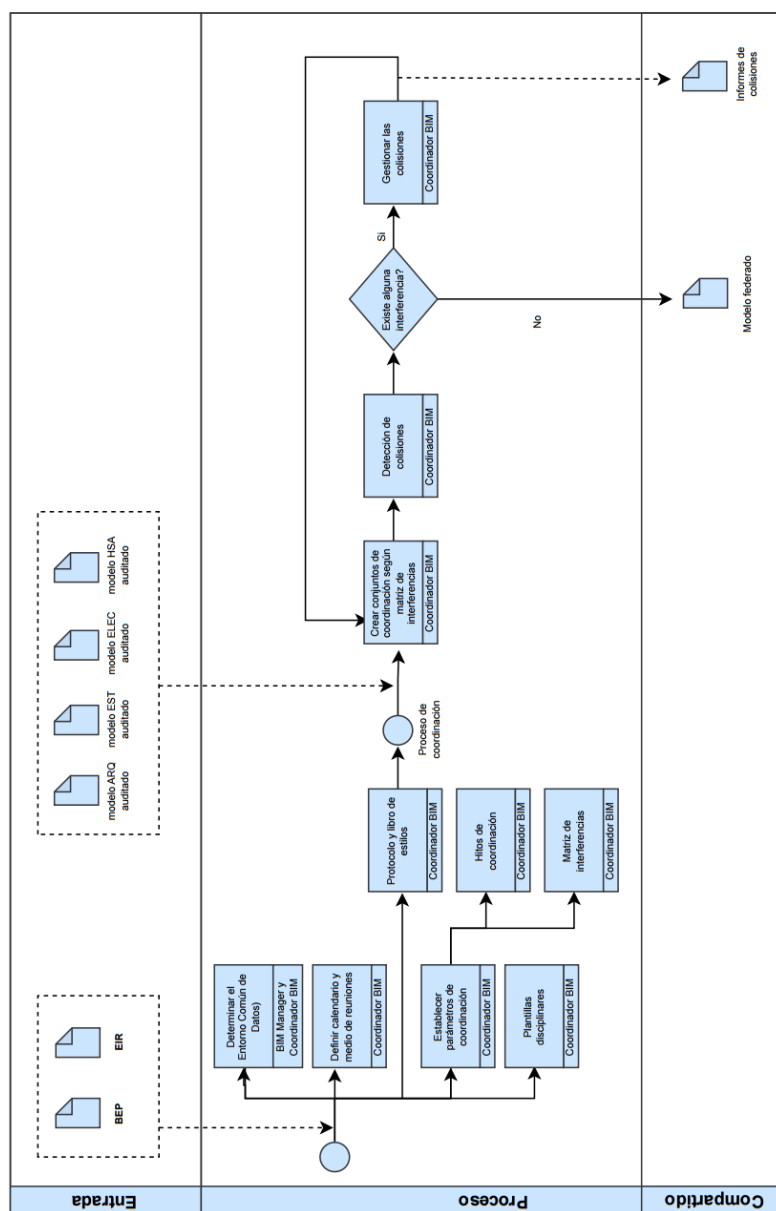 Entrada
BEP
EIR
modelo ARQ
auditado
modelo EST
auditado
modelo ELEC
auditado
modelo HSA
auditado
Proceso
Determinar el
Entorno Común de
Datos)
BIM Manager y
Coordinador BIM
Definir calendario y
medio de reuniones
Coordinador BIM
Protocolo y libro de
estilos
Coordinador BIM
Establecer
parámetros de
coordinación
Coordinador BIM
Plantillas
disciplinares
Coordinador BIM
Hitos de
coordinación
Coordinador BIM
Matriz de
interferencias
Coordinador BIM
Proceso de
coordinación
Crear conjuntos de
coordinación según
matriz de
interferencias
Coordinador BIM
Detección de
colisiones
Coordinador BIM
Existe alguna
interferencia?
Si
No
Gestionar las
colisiones
Coordinador BIM
Compartido
Modelo federado
Informes de
colisiones